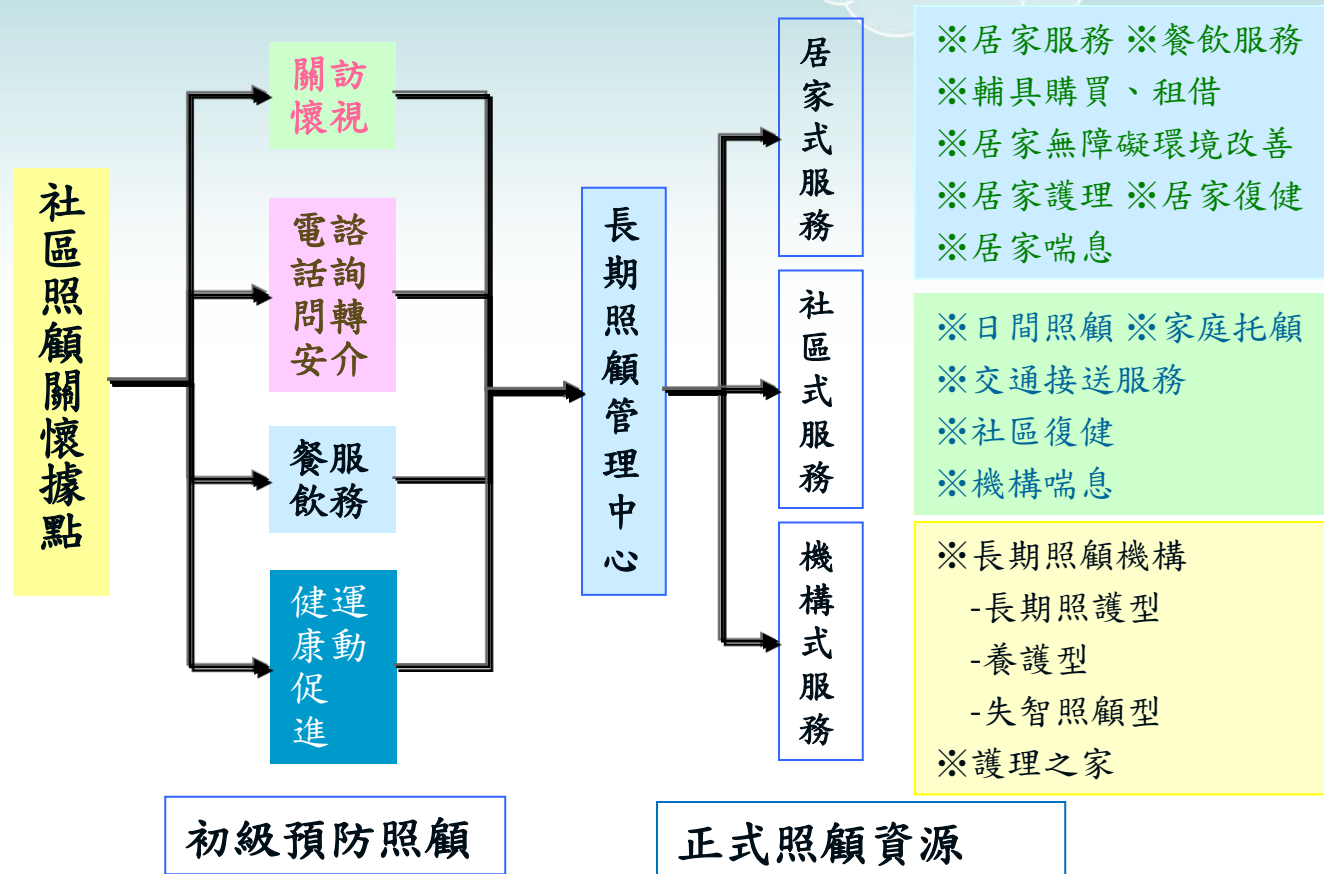 社區照顧關懷據點
關懷
訪視
電話問安
諮詢轉介
餐飲
服務
健康促進
運動
初級預防照顧
長期照顧管理中心
居家式服務
※居家服務 ※餐飲服務
※輔具購買、租借
※居家無障礙環境改善
※居家護理 ※居家復健
※居家喘息
社區式服務
※日間照顧 ※家庭托顧
※交通接送服務
※社區復健
※機構喘息
機構式服務
※長期照顧機構
-長期照護型
-養護型
-失智照顧型
※護理之家
正式照顧資源